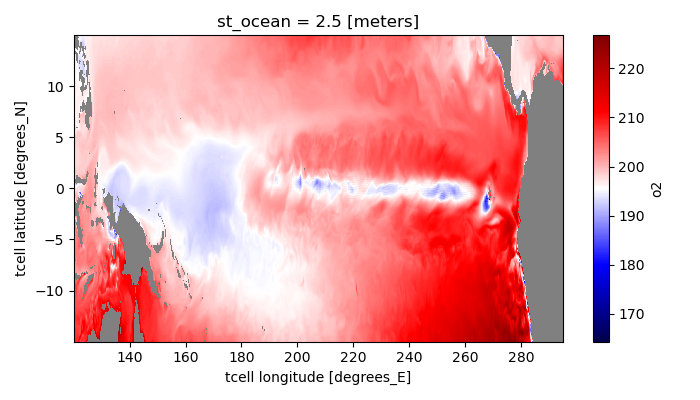 st_ocean = 2.5 [meters]
10
5
0
−5
−10
tcell latitude [degrees_N]
140 160 180 200 220 240 260 280
tcell longitude [degrees_E]
220
210
200
190
180
170
o2